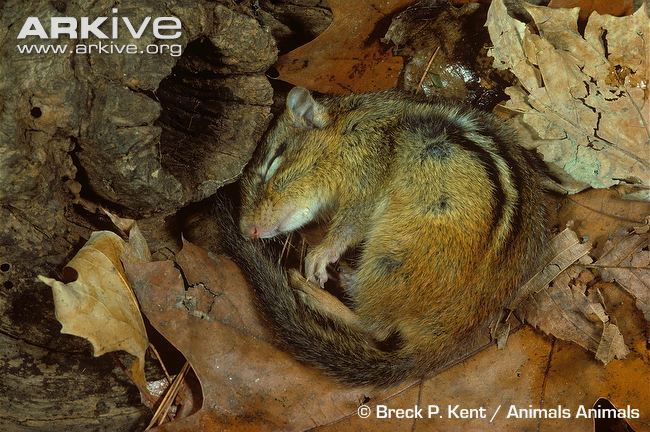 ARKIVE
www.arkive.org
© Breck P. Kent / Animals Animals